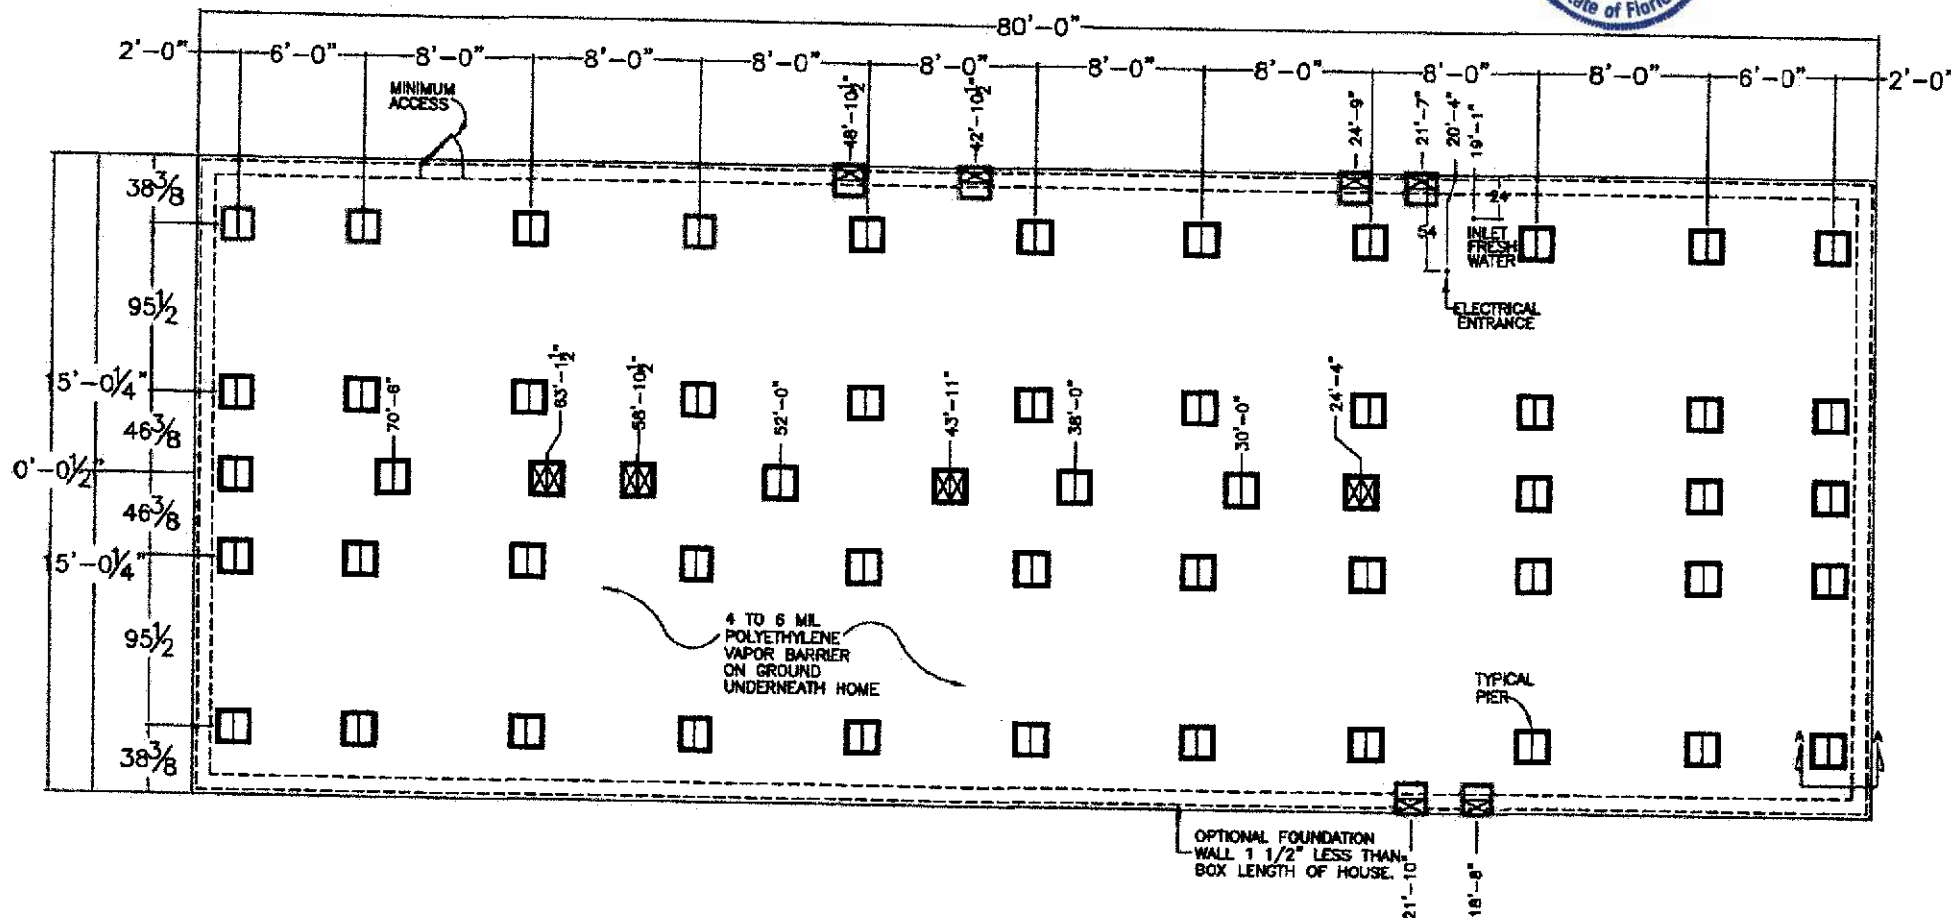 ate of Flori
80'-0"
2'-0" 6'-0" 8'-0" 8'-0" 8'-0" 8'-0" 8'-0" 8'-0" 8'-0" 8'-0" 6'-0" 2'-0"
MINIMUM
ACCESS
48'-10½"
42'-10½"
24'-9"
21'-7"
20'-4"
19'-1"
38⅜
24
54
INLET
FRESH
WATER
95½
ELECTRICAL
ENTRANCE
15'-0¼"
46⅜
70'-6"
63'-1½"
58'-10½"
52'-0"
43'-11"
38'-0"
30'-0"
24'-4"
0'-0½"
46⅜
15'-0¼"
95½
4 TO 6 MIL
POLYETHYLENE
VAPOR BARRIER
ON GROUND
UNDERNEATH HOME
TYPICAL
PIER
38⅜
A A
OPTIONAL FOUNDATION
WALL 1 1/2" LESS THAN
BOX LENGTH OF HOUSE.
21'-10
18'-8"